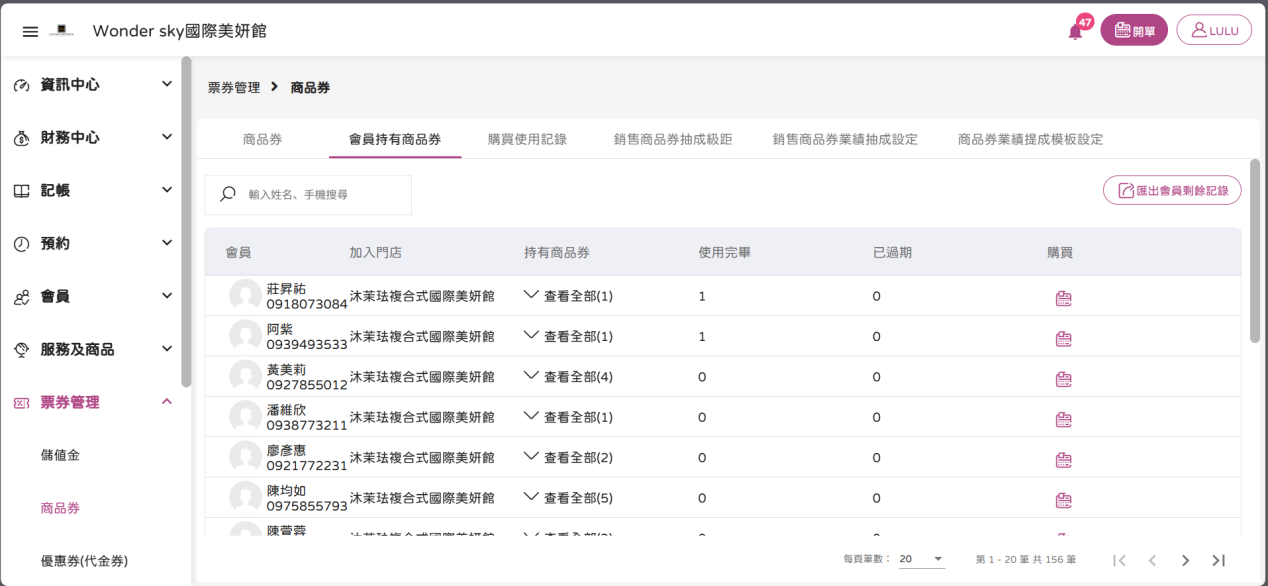 Wonder sky國際美妍館
47
開單
LULU
資訊中心
財務中心
記帳
預約
會員
服務及商品
票券管理
儲值金
商品券
優惠券(代金券)
票券管理 商品券
商品券 會員持有商品券 購買使用記錄 銷售商品券抽成級距 銷售商品券業績抽成設定 商品券業績提成模板設定
輸入姓名、手機搜尋
匯出會員剩餘記錄
會員 加入門店 持有商品券 使用完畢 已過期 購買
莊昇祐
0918073084 沐茉珐複合式國際美妍館 查看全部(1) 1 0
阿紫
0939493533 沐茉珐複合式國際美妍館 查看全部(1) 1 0
黃美莉
0927855012 沐茉珐複合式國際美妍館 查看全部(4) 0 0
潘維欣
0938773211 沐茉珐複合式國際美妍館 查看全部(1) 0 0
廖彥惠
0921772231 沐茉珐複合式國際美妍館 查看全部(2) 0 0
陳均如
0975855793 沐茉珐複合式國際美妍館 查看全部(5) 0 0
陳萱蓉
每頁筆數： 20 第 1 - 20 筆 共 156 筆